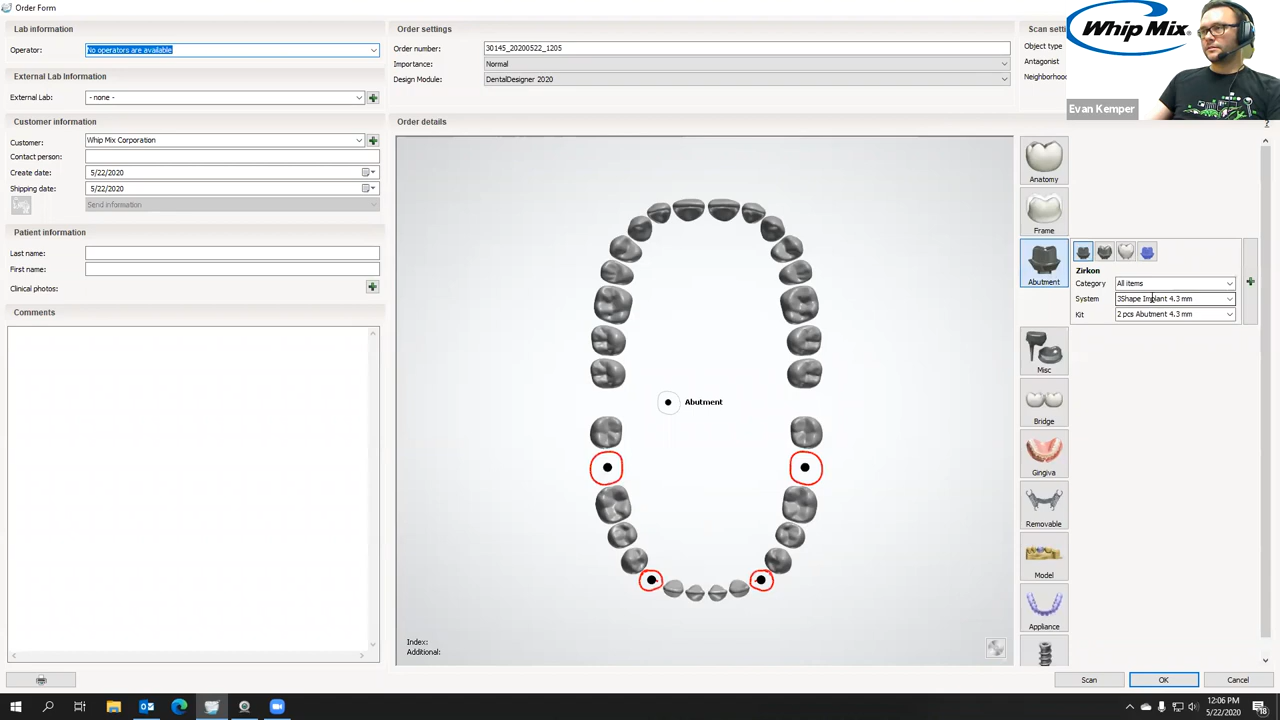 Order Form
Lab information
Operator: No operators are available
External Lab Information
External Lab: - none -
Customer information
Customer: Whip Mix Corporation
Contact person:
Create date: 5/22/2020
Shipping date: 5/22/2020
Send information
Patient information
Last name:
First name:
Clinical photos:
Comments
Order settings
Order number: 30145_20200522_1205
Importance: Normal
Design Module: DentalDesigner 2020
Scan setti
Object type
Antagonist
Neighborhood
Whip Mix
Evan Kemper
?
Order details
Abutment
Index:
Additional:
Anatomy
Frame
Abutment
Zirkon
Category All items
System 3Shape Implant 4.3 mm
Kit 2 pcs Abutment 4.3 mm
Misc
Bridge
Gingiva
Removable
Model
Appliance
Scan
OK
Cancel
12:06 PM
5/22/2020
18